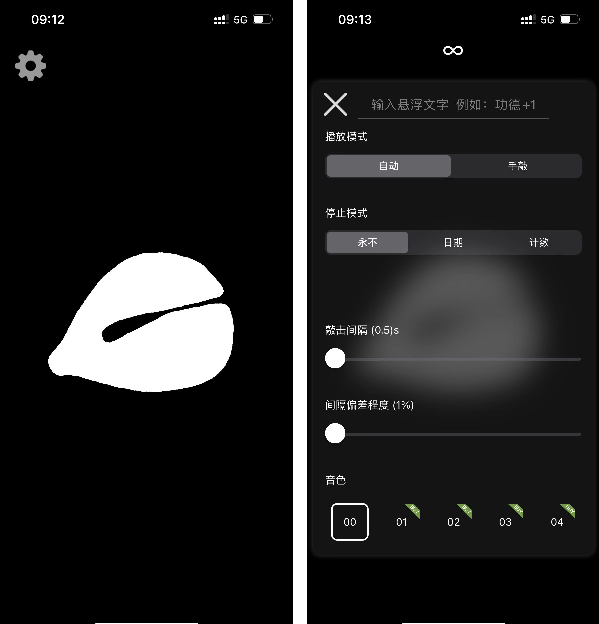 09:12
5G
09:13
5G
∞
输入悬浮文字 例如：功德+1
播放模式
自动 手敲
停止模式
永不 日期 计数
敲击间隔 (0.5)s
间隔偏差程度 (1%)
音色
00 01 02 03 04